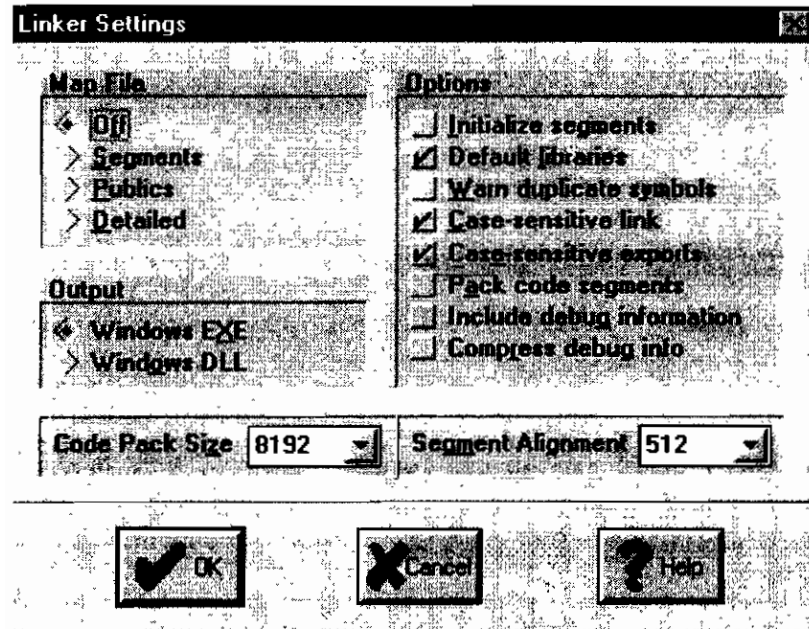 Linker Settings
Map File
Off
Segments
Publics
Detailed
Output
Windows EXE
Windows DLL
Options
Initialize segments
Default libraries
Warn duplicate symbols
Case-sensitive link
Case-sensitive exports
Pack code segments
Include debug information
Compress debug info
Code Pack Size 8192
Segment Alignment 512
OK
Cancel
Help